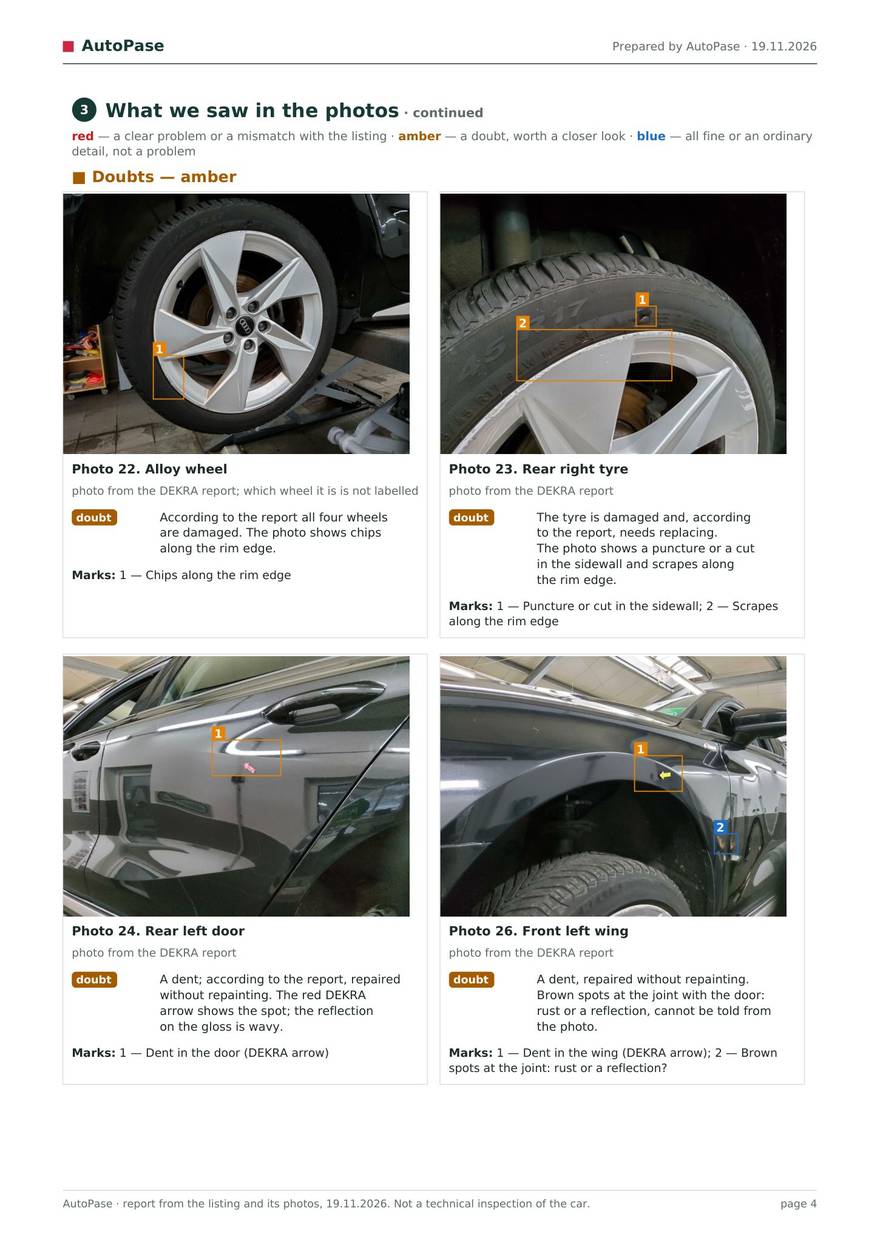 AutoPase
Prepared by AutoPase · 19.11.2026
3 What we saw in the photos · continued
red — a clear problem or a mismatch with the listing · amber — a doubt, worth a closer look · blue — all fine or an ordinary
detail, not a problem
Doubts — amber
1
1
2
Photo 22. Alloy wheel
photo from the DEKRA report; which wheel it is is not labelled
doubt
According to the report all four wheels
are damaged. The photo shows chips
along the rim edge.
Marks: 1 — Chips along the rim edge
Photo 23. Rear right tyre
photo from the DEKRA report
doubt
The tyre is damaged and, according
to the report, needs replacing.
The photo shows a puncture or a cut
in the sidewall and scrapes along
the rim edge.
Marks: 1 — Puncture or cut in the sidewall; 2 — Scrapes
along the rim edge
1
1
2
Photo 24. Rear left door
photo from the DEKRA report
doubt
A dent; according to the report, repaired
without repainting. The red DEKRA
arrow shows the spot; the reflection
on the gloss is wavy.
Marks: 1 — Dent in the door (DEKRA arrow)
Photo 26. Front left wing
photo from the DEKRA report
doubt
A dent, repaired without repainting.
Brown spots at the joint with the door:
rust or a reflection, cannot be told from
the photo.
Marks: 1 — Dent in the wing (DEKRA arrow); 2 — Brown
spots at the joint: rust or a reflection?
AutoPase · report from the listing and its photos, 19.11.2026. Not a technical inspection of the car.
page 4